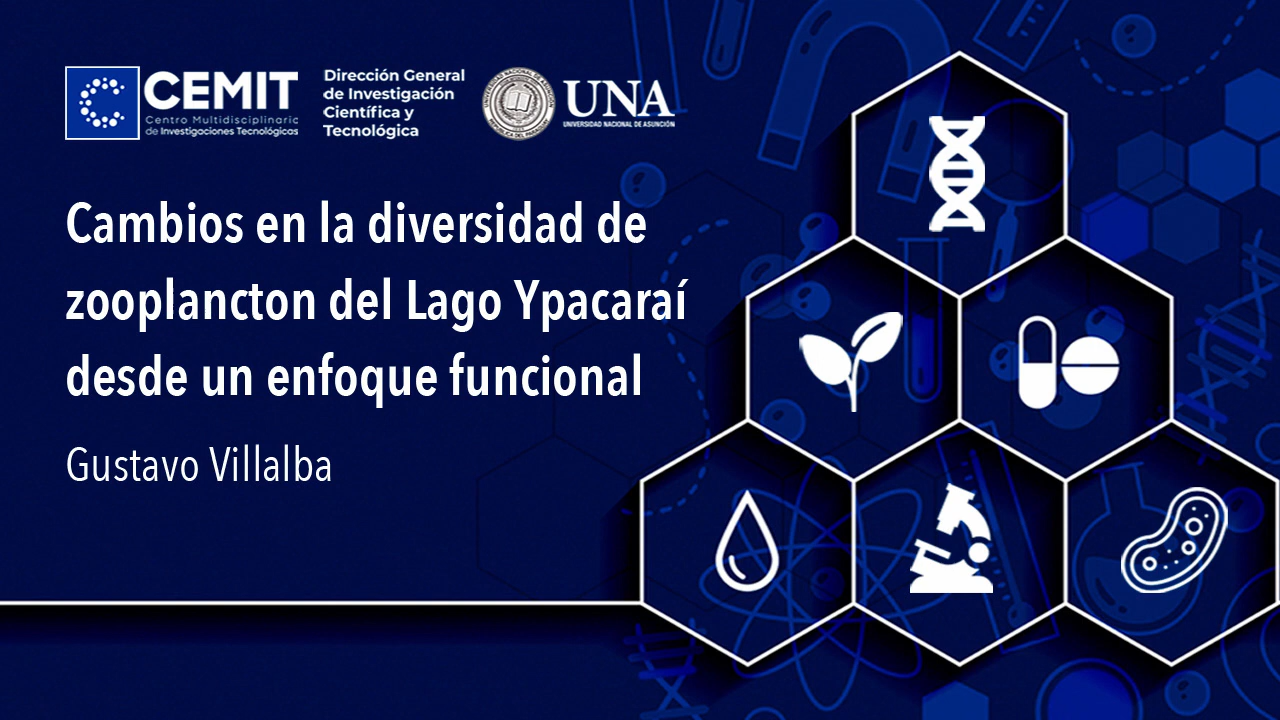 CEMIT
Centro Multidisciplinario
de Investigaciones Tecnológicas
Dirección General
de Investigación
Científica y
Tecnológica
UNA
UNIVERSIDAD NACIONAL DE ASUNCIÓN
Cambios en la diversidad de
zooplancton del Lago Ypacaraí
desde un enfoque funcional
Gustavo Villalba